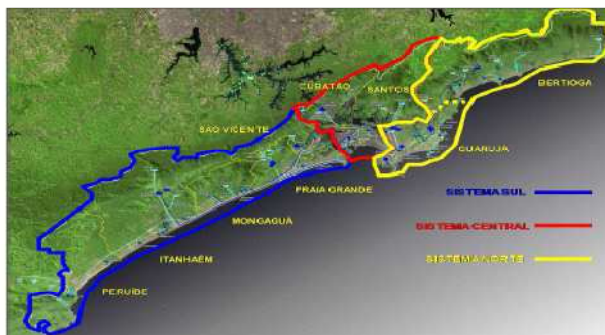 CUBATÃO
SANTOS
BERTIOGA
SÃO VICENTE
GUARUJÁ
PRAIA GRANDE
SISTEMA SUL
MONGAGUÁ
SISTEMA CENTRAL
ITANHAÉM
SISTEMA NORTE
PERUÍBE